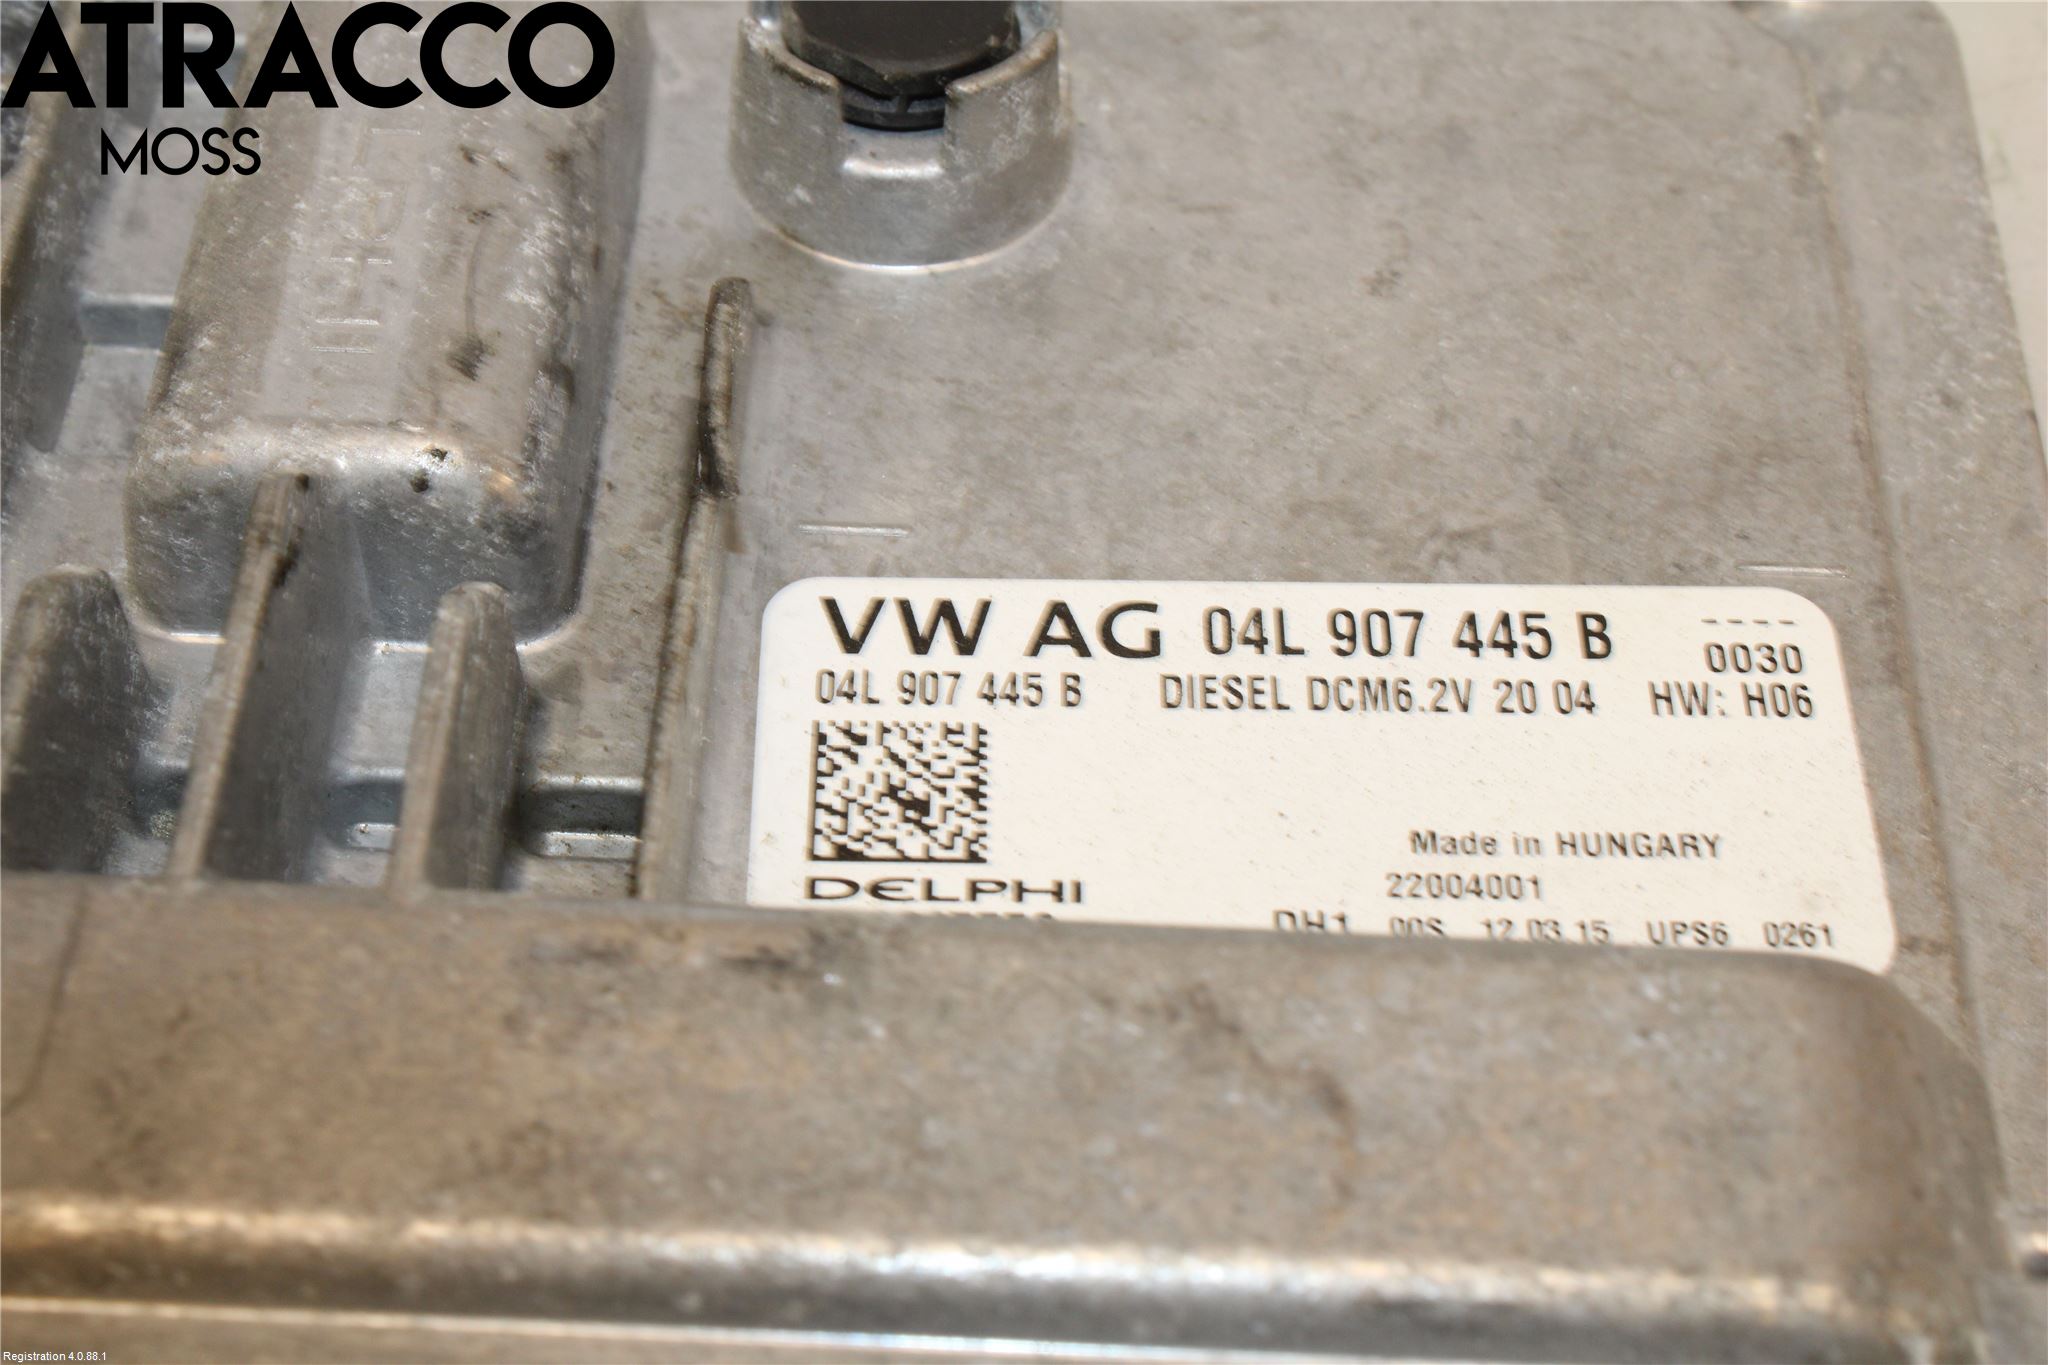 ATRACCO
MOSS
VW AG 04L 907 445 B ----
0030
04L 907 445 B DIESEL DCM6.2V 20 04 HW: H06
Made in HUNGARY
DELPHI 22004001
DH1 00S 12.03.15 UPS6 0261
Registration 4.0.88.1